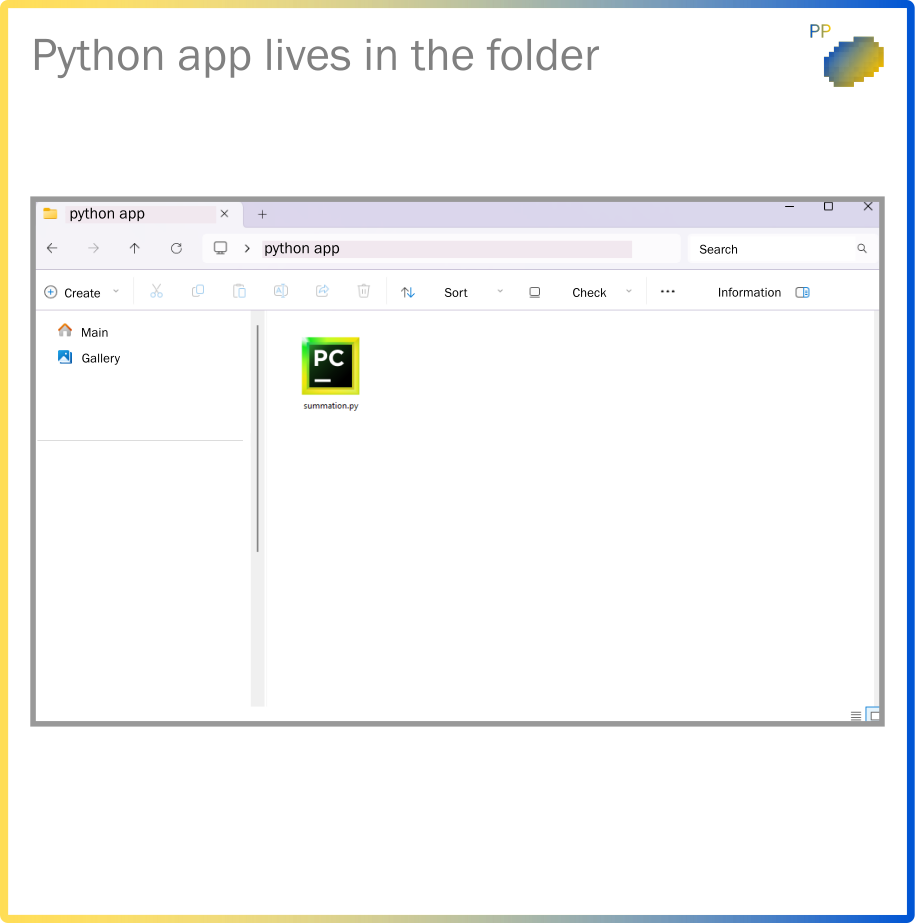 PP
Python app lives in the folder
python app
python app
Search
Create
Sort
Check
Information
Main
Gallery
PC
summation.py